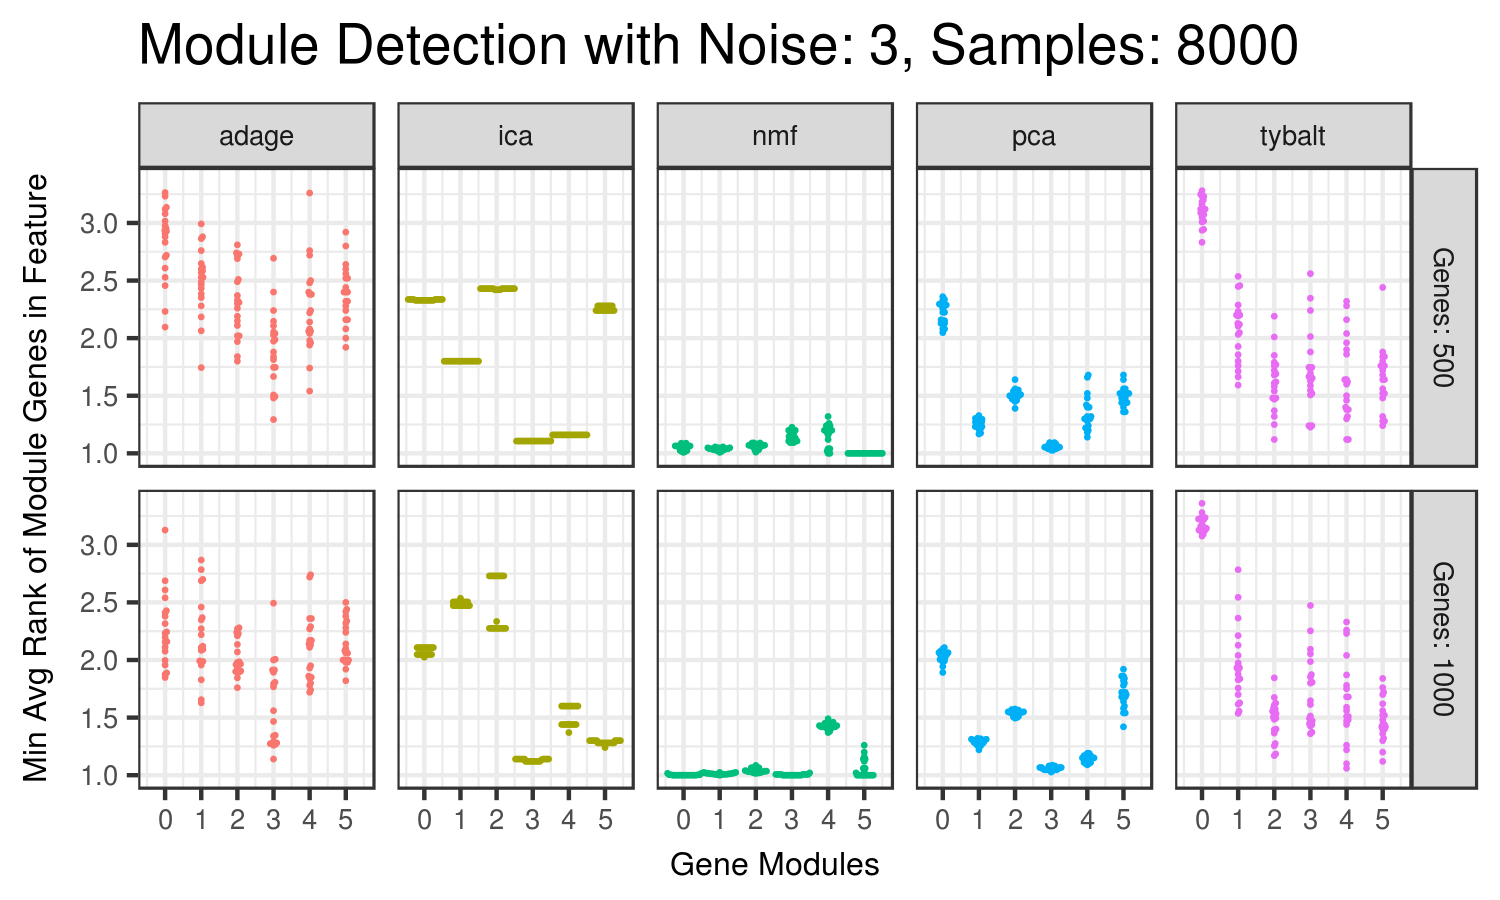 Module Detection with Noise: 3, Samples: 8000
adage ica nmf pca tybalt
Min Avg Rank of Module Genes in Feature
3.0
2.5
2.0
1.5
1.0
Genes: 500
3.0
2.5
2.0
1.5
1.0
Genes: 1000
0 1 2 3 4 5 0 1 2 3 4 5 0 1 2 3 4 5 0 1 2 3 4 5 0 1 2 3 4 5
Gene Modules